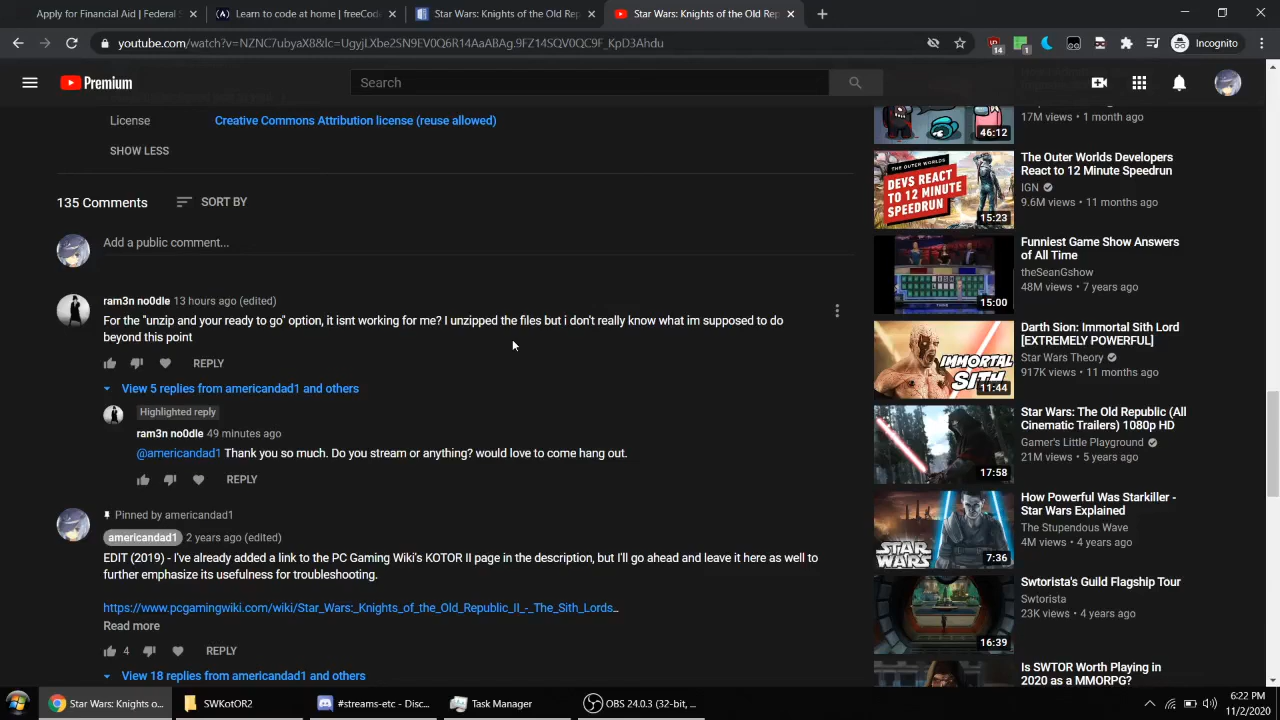 Apply for Financial Aid | Federal S
Learn to code at home | freeCode
Star Wars: Knights of the Old Rep
Star Wars: Knights of the Old Rep
14
1
Incognito
Premium
Search
License
Creative Commons Attribution license (reuse allowed)
SHOW LESS
135 Comments
SORT BY
Add a public comment...
ram3n no0dle 13 hours ago (edited)
For the "unzip and you're ready to go" option, it isnt working for me? I unzipped the file but i don't really know what im supposed to do
beyond this point
REPLY
View 5 replies from americandad1 and others
Highlighted reply
ram3n no0dle 49 minutes ago
@americandad1 Thank you so much. Do you stream or anything? would love to come hang out.
REPLY
Pinned by americandad1
americandad1 2 years ago (edited)
EDIT (2019) - I've already added a link to the PC Gaming Wiki's KOTOR II page in the description, but I'll go ahead and leave it here as well to
further emphasize its usefulness for troubleshooting:
https://www.pcgamingwiki.com/wiki/Star_Wars:_Knights_of_the_Old_Republic_II_-_The_Sith_Lords_
Read more
4
REPLY
View 18 replies from americandad1 and others
46:12
17M views • 1 month ago
THE OUTER WORLDS
DEVS REACT
TO 12 MINUTE
SPEEDRUN
15:23
The Outer Worlds Developers
React to 12 Minute Speedrun
IGN
9.6M views • 11 months ago
15:00
Funniest Game Show Answers
of All Time
theSeanGshow
48M views • 7 years ago
IMMORTAL
SITH
11:44
Darth Sion: Immortal Sith Lord
[EXTREMELY POWERFUL]
Star Wars Theory
917K views • 11 months ago
17:58
Star Wars: The Old Republic (All
Cinematic Trailers) 1080p HD
Gamer's Little Playground
21M views • 5 years ago
STAR
WARS
7:36
How Powerful Was Starkiller -
Star Wars Explained
The Stupendous Wave
4M views • 4 years ago
16:39
Swtorista's Guild Flagship Tour
Swtorista
23K views • 4 years ago
Is SWTOR Worth Playing in
2020 as a MMORPG?
Star Wars: Knights o...
SWKotOR2
#streams-etc - Disc...
Task Manager
OBS 24.0.3 (32-bit, ...
6:22 PM
11/2/2020